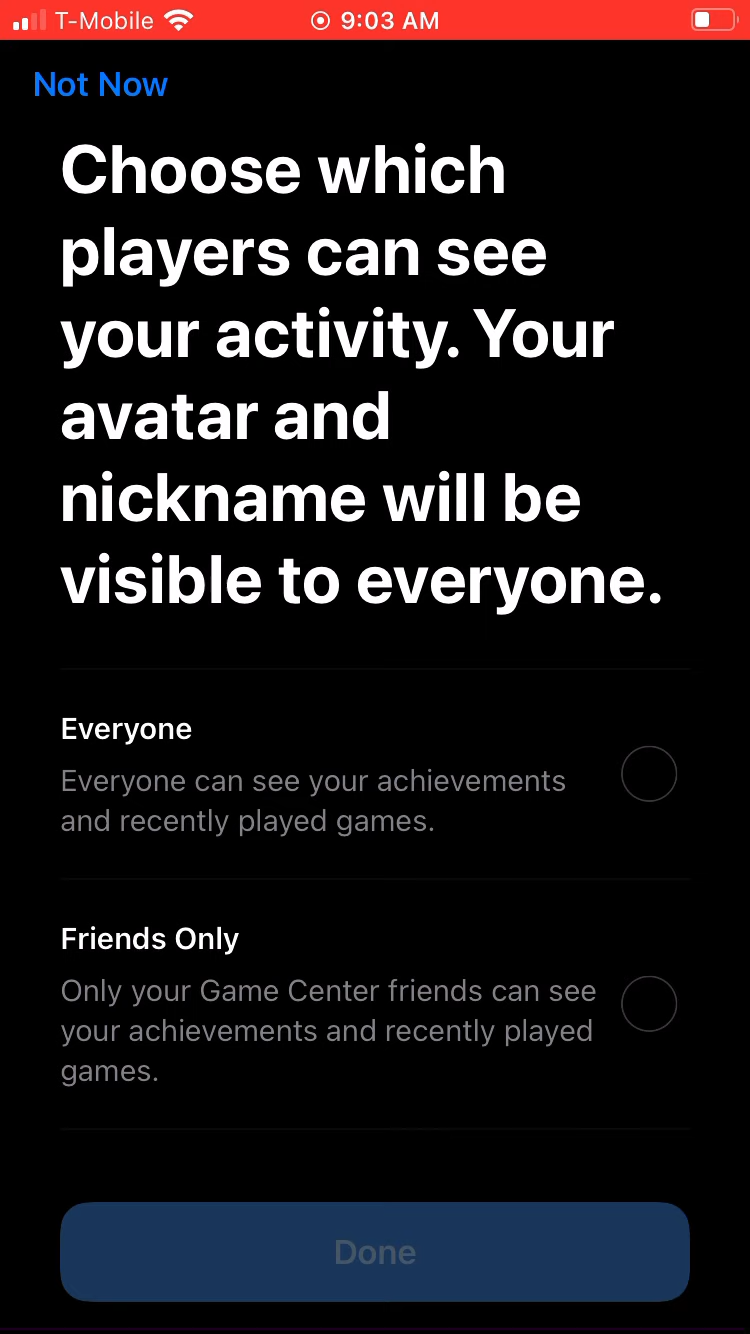 T-Mobile 9:03 AM
Not Now
Choose which
players can see
your activity. Your
avatar and
nickname will be
visible to everyone.
Everyone
Everyone can see your achievements
and recently played games.
Friends Only
Only your Game Center friends can see
your achievements and recently played
games.
Done